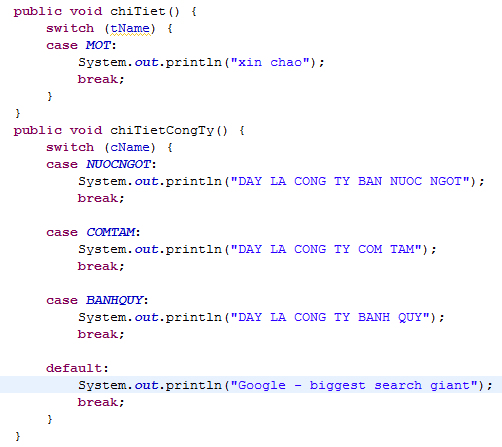 public void chiTiet() {
    switch (tName) {
    case MOT:
        System.out.println("xin chao");
        break;
    }
}
public void chiTietCongTy() {
    switch (cName) {
    case NUOCNGOT:
        System.out.println("DAY LA CONG TY BAN NUOC NGOT");
        break;

    case COMTAM:
        System.out.println("DAY LA CONG TY COM TAM");
        break;

    case BANHQUY:
        System.out.println("DAY LA CONG TY BANH QUY");
        break;

    default:
        System.out.println("Google - biggest search giant");
        break;
    }
}